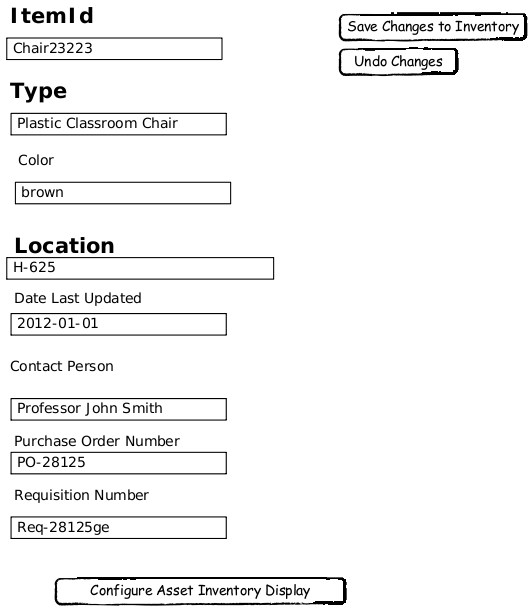 ItemId
Chair23223
Save Changes to Inventory
Undo Changes
Type
Plastic Classroom Chair
Color
brown
Location
H-625
Date Last Updated
2012-01-01
Contact Person
Professor John Smith
Purchase Order Number
PO-28125
Requisition Number
Req-28125ge
Configure Asset Inventory Display